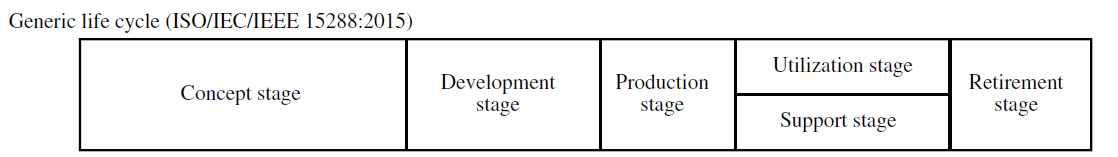 Generic life cycle (ISO/IEC/IEEE 15288:2015)
Concept stage
Development
stage
Production
stage
Utilization stage
Support stage
Retirement
stage